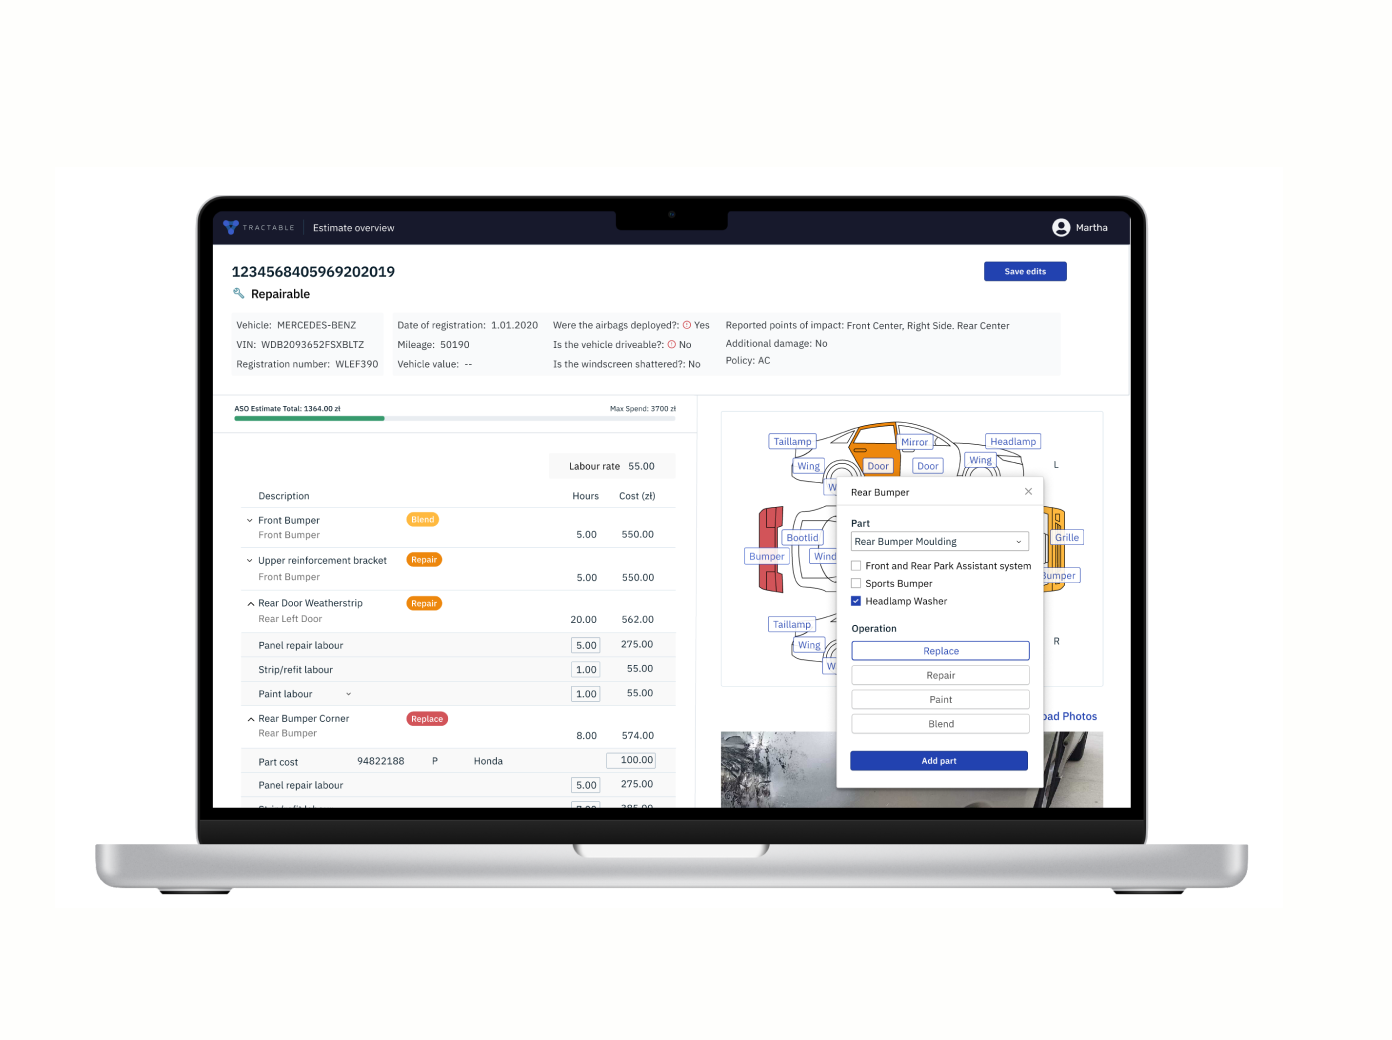 TRACTABLE
Estimate overview
Martha
1234568405969202019
Save edits
Repairable
Vehicle: MERCEDES-BENZ
VIN: WDB2093652FSXBLTZ
Registration number: WLEF390
Date of registration: 1.01.2020
Mileage: 50190
Vehicle value: --
Were the airbags deployed?: Yes
Is the vehicle driveable?: No
Is the windscreen shattered?: No
Reported points of impact: Front Center, Right Side. Rear Center
Additional damage: No
Policy: AC
ASO Estimate Total: 1364.00 zł
Max Spend: 3700 zł
Labour rate 55.00
Description Hours Cost (zł)
Front Bumper Blend
Front Bumper 5.00 550.00
Upper reinforcement bracket Repair
Front Bumper 5.00 550.00
Rear Door Weatherstrip Repair
Rear Left Door 20.00 562.00
Panel repair labour 5.00 275.00
Strip/refit labour 1.00 55.00
Paint labour 1.00 55.00
Rear Bumper Corner Replace
Rear Bumper 8.00 574.00
Part cost 94822188 P Honda 100.00
Panel repair labour 5.00 275.00
Taillamp
Mirror
Headlamp
Wing
Door
Door
Wing
L
W
Bootlid
Bumper
Wind
Grille
Bumper
Taillamp
Wing
W
R
Rear Bumper
Part
Rear Bumper Moulding
Front and Rear Park Assistant system
Sports Bumper
Headlamp Washer
Operation
Replace
Repair
Paint
Blend
Add part
Photos